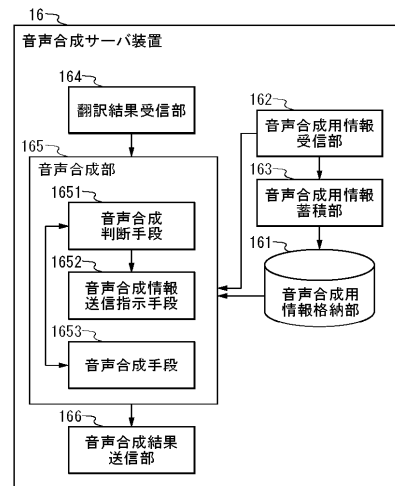 16
音声合成サーバ装置
164
翻訳結果受信部
165
音声合成部
1651
音声合成
判断手段
1652
音声合成情報
送信指示手段
1653
音声合成手段
166
音声合成結果
送信部
162
音声合成用情報
受信部
163
音声合成用情報
蓄積部
161
音声合成用
情報格納部